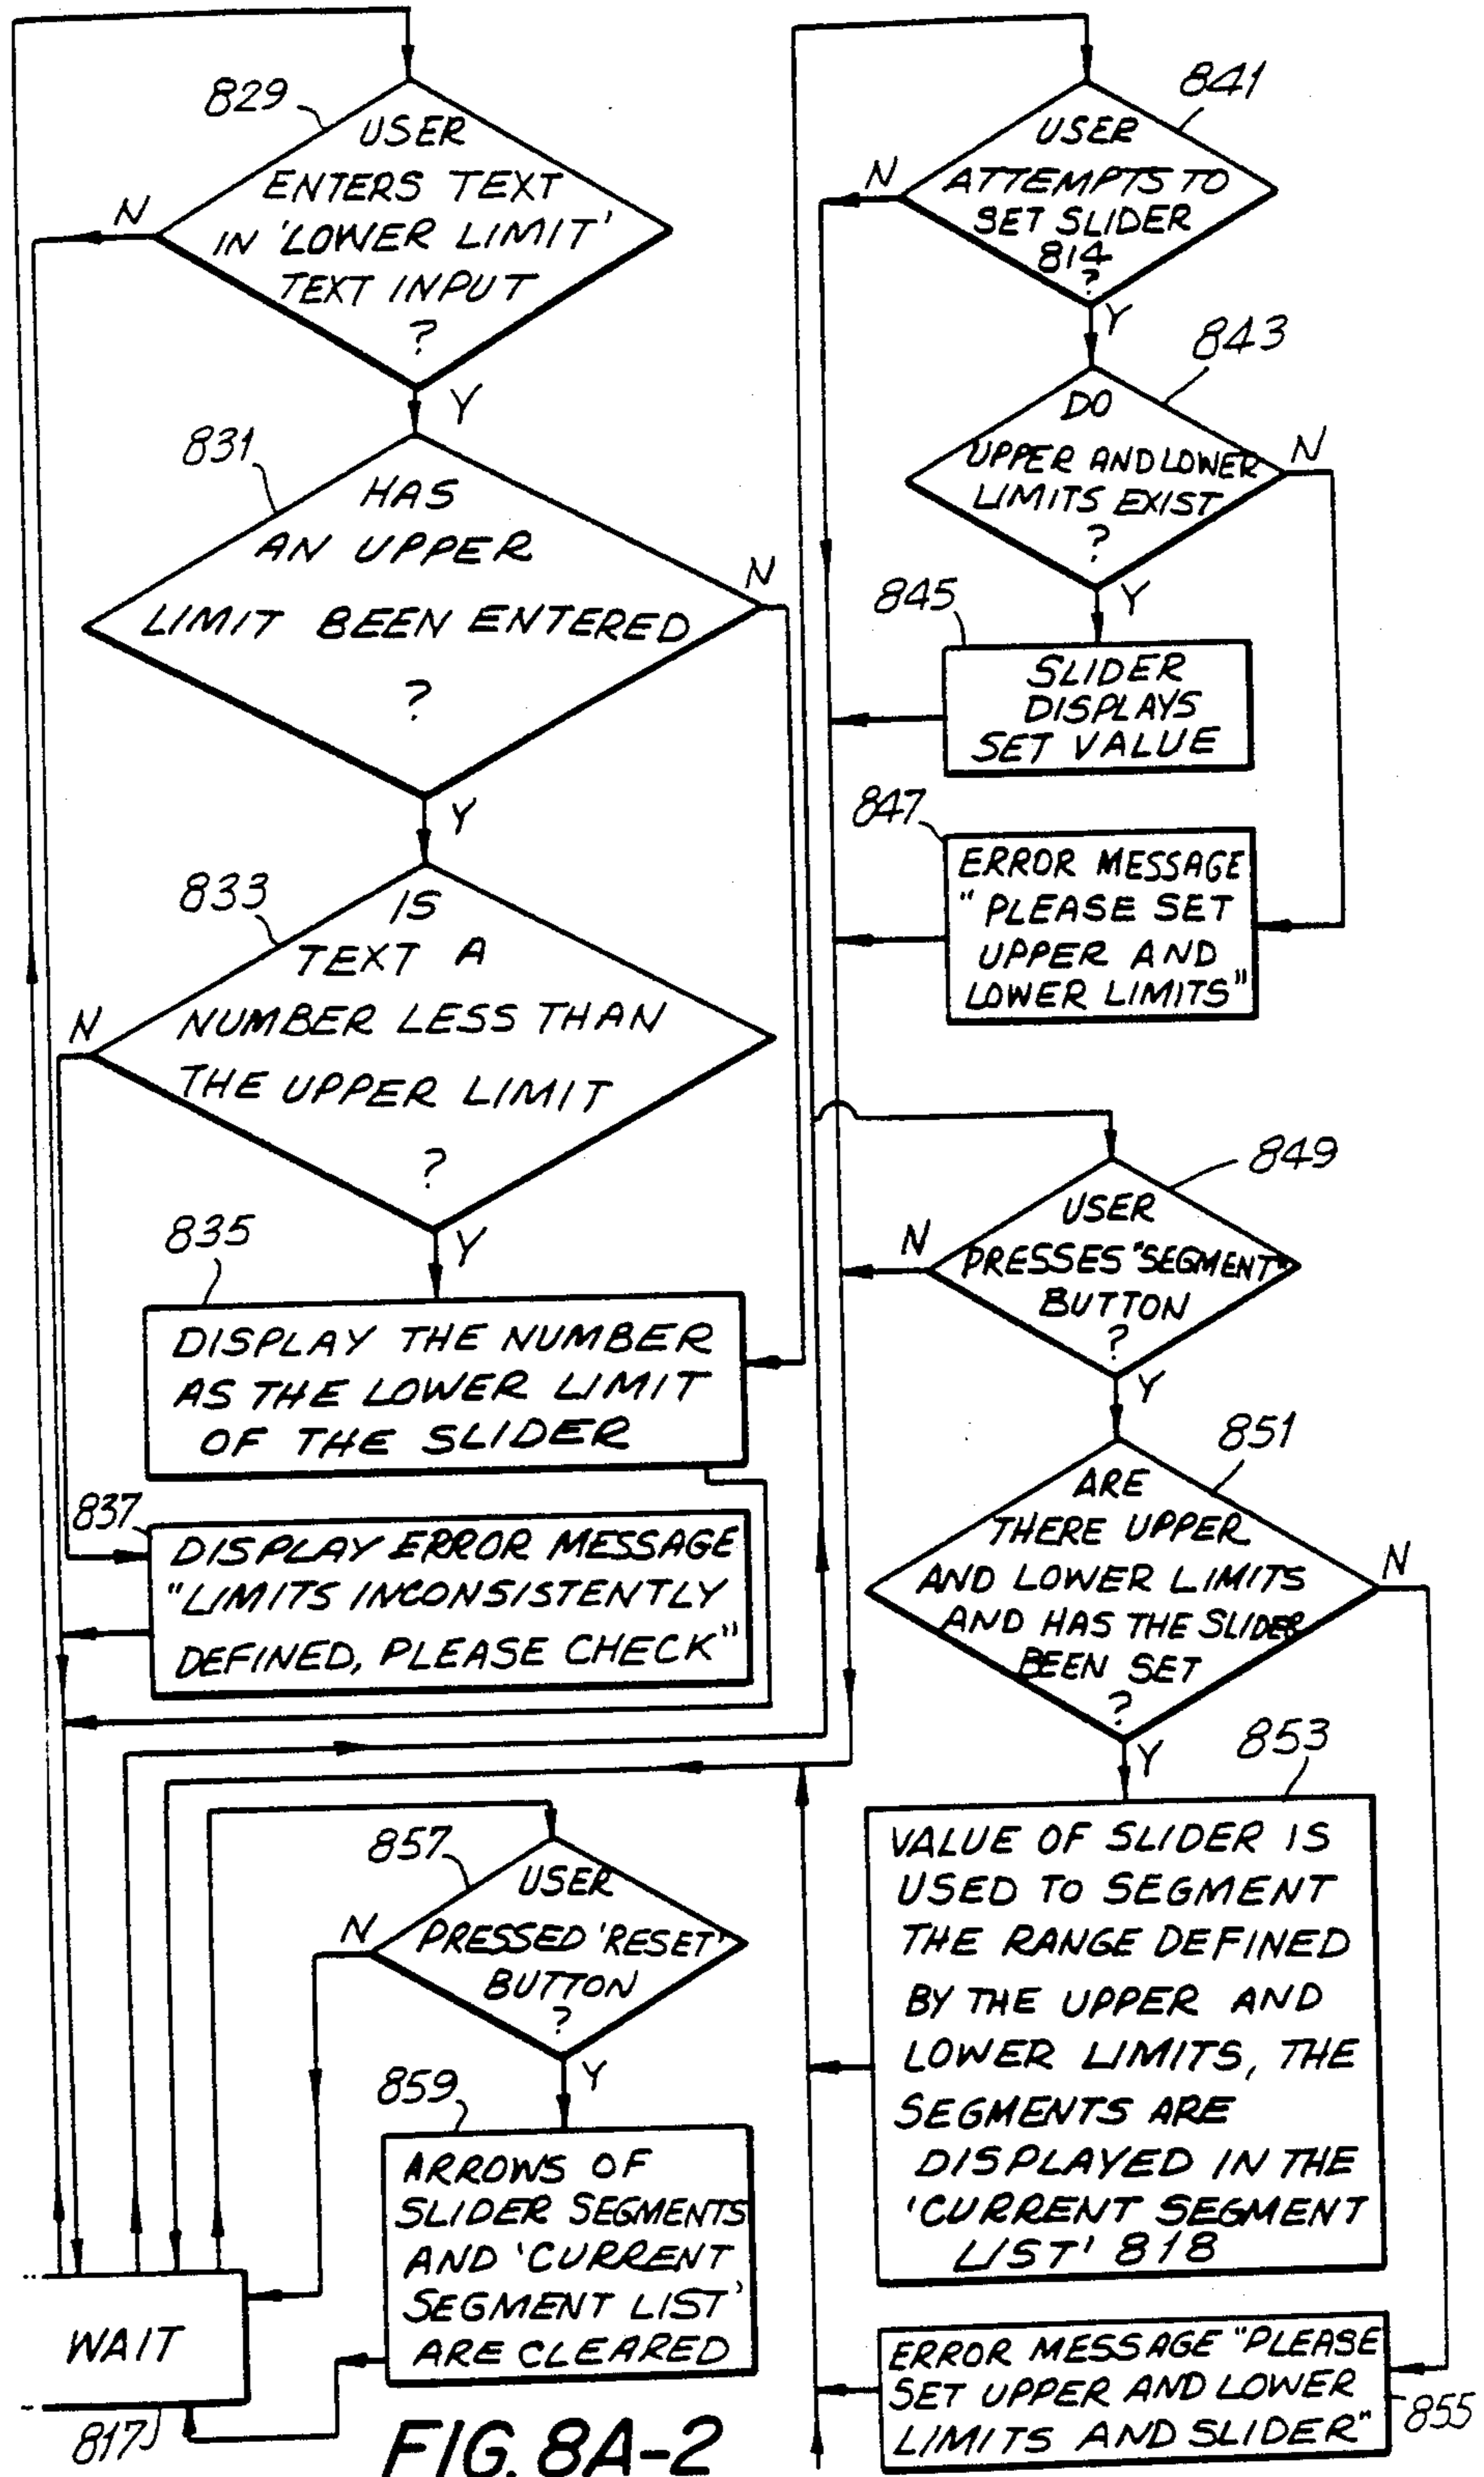 829
USER
ENTERS TEXT
IN 'LOWER LIMIT'
TEXT INPUT
?
N
Y
831
HAS
AN UPPER
LIMIT BEEN ENTERED
?
N
Y
833
IS
TEXT A
NUMBER LESS THAN
THE UPPER LIMIT
?
N
Y
835
DISPLAY THE NUMBER
AS THE LOWER LIMIT
OF THE SLIDER
837
DISPLAY ERROR MESSAGE
"LIMITS INCONSISTENTLY
DEFINED, PLEASE CHECK"
841
USER
ATTEMPTS TO
SET SLIDER
814
?
N
Y
843
DO
UPPER AND LOWER
LIMITS EXIST
?
N
Y
845
SLIDER
DISPLAYS
SET VALUE
847
ERROR MESSAGE
"PLEASE SET
UPPER AND
LOWER LIMITS"
849
USER
PRESSES "SEGMENT"
BUTTON
?
N
Y
851
ARE
THERE UPPER
AND LOWER LIMITS
AND HAS THE SLIDER
BEEN SET
?
N
Y
853
VALUE OF SLIDER IS
USED TO SEGMENT
THE RANGE DEFINED
BY THE UPPER AND
LOWER LIMITS, THE
SEGMENTS ARE
DISPLAYED IN THE
'CURRENT SEGMENT
LIST' 818
855
ERROR MESSAGE "PLEASE
SET UPPER AND LOWER
LIMITS AND SLIDER"
857
USER
PRESSED 'RESET'
BUTTON
?
N
Y
859
ARROWS OF
SLIDER SEGMENTS
AND 'CURRENT
SEGMENT LIST'
ARE CLEARED
WAIT
817
FIG. 8A-2